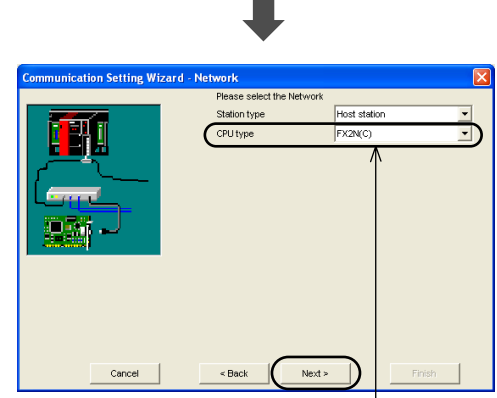 Communication Setting Wizard - Network
Please select the Network
Station type Host station
CPU type FX2N(C)
Cancel < Back Next > Finish